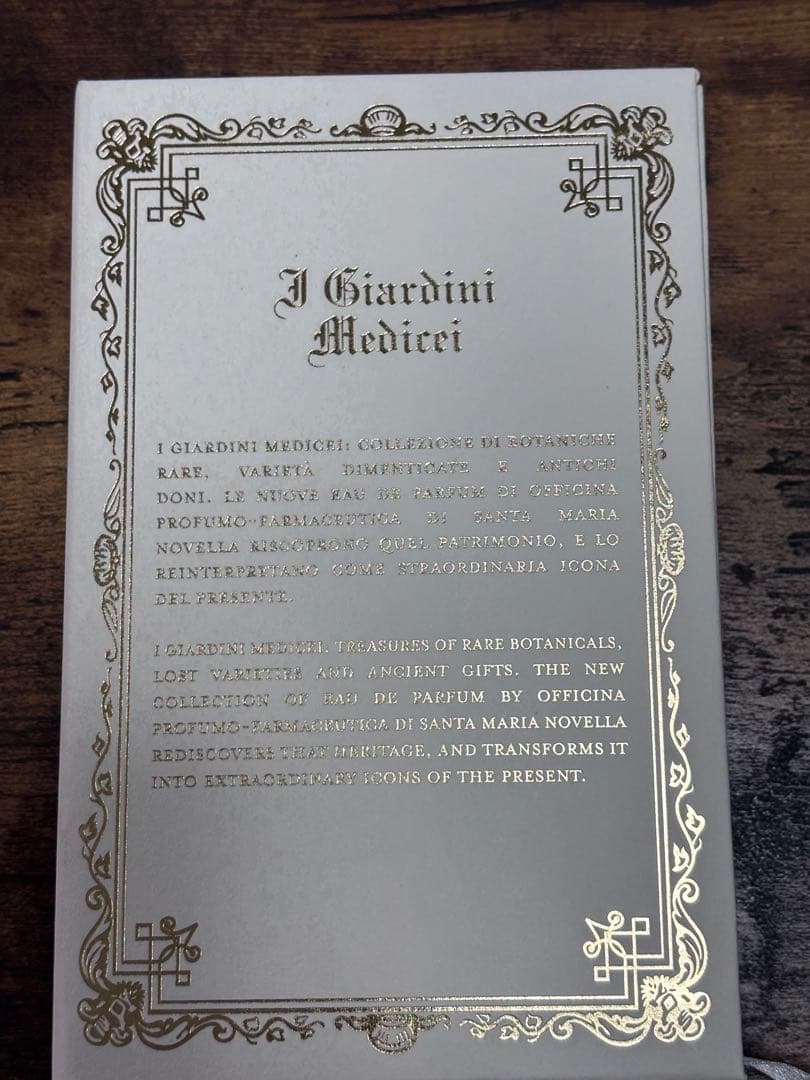 I Giardini
Medicei
I GIARDINI MEDICEI: COLLEZIONE DI BOTANICHE
RARE, VARIETÀ DIMENTICATE E ANTICHI
DONI. LE NUOVE EAU DE PARFUM DI OFFICINA
PROFUMO-FARMACEUTICA DI SANTA MARIA
NOVELLA RISCOPRONO QUEL PATRIMONIO, E LO
REINTERPRETANO COME STRAORDINARIA ICONA
DEL PRESENTE.
I GIARDINI MEDICEI. TREASURES OF RARE BOTANICALS,
LOST VARIETIES AND ANCIENT GIFTS. THE NEW
COLLECTION OF EAU DE PARFUM BY OFFICINA
PROFUMO-FARMACEUTICA DI SANTA MARIA NOVELLA
REDISCOVERS THAT HERITAGE, AND TRANSFORMS IT
INTO EXTRAORDINARY ICONS OF THE PRESENT.